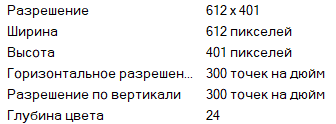 Разрешение 612 x 401
Ширина 612 пикселей
Высота 401 пикселей
Горизонтальное разрешен... 300 точек на дюйм
Разрешение по вертикали 300 точек на дюйм
Глубина цвета 24